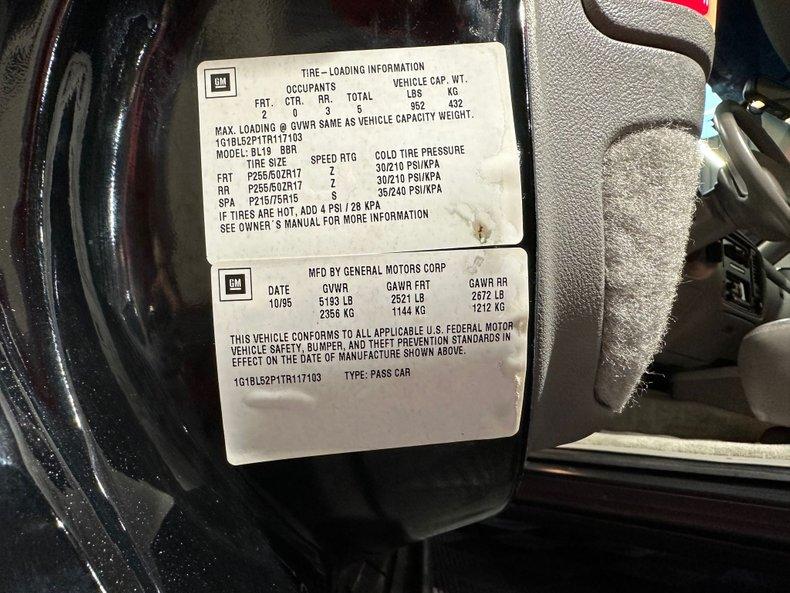 GM
TIRE-LOADING INFORMATION
OCCUPANTS VEHICLE CAP. WT.
FRT. CTR. RR. TOTAL LBS KG
2 0 3 5 952 432
MAX. LOADING @ GVWR SAME AS VEHICLE CAPACITY WEIGHT.
1G1BL52P1TR117103
MODEL: BL19 BBR
TIRE SIZE SPEED RTG COLD TIRE PRESSURE
FRT P255/50ZR17 Z 30/210 PSI/KPA
RR P255/50ZR17 Z 30/210 PSI/KPA
SPA P215/75R15 S 35/240 PSI/KPA
IF TIRES ARE HOT, ADD 4 PSI / 28 KPA
SEE OWNER'S MANUAL FOR MORE INFORMATION
GM
MFD BY GENERAL MOTORS CORP
DATE GVWR GAWR FRT GAWR RR
10/95 5193 LB 2521 LB 2672 LB
2356 KG 1144 KG 1212 KG
THIS VEHICLE CONFORMS TO ALL APPLICABLE U.S. FEDERAL MOTOR
VEHICLE SAFETY, BUMPER, AND THEFT PREVENTION STANDARDS IN
EFFECT ON THE DATE OF MANUFACTURE SHOWN ABOVE.
1G1BL52P1TR117103 TYPE: PASS CAR